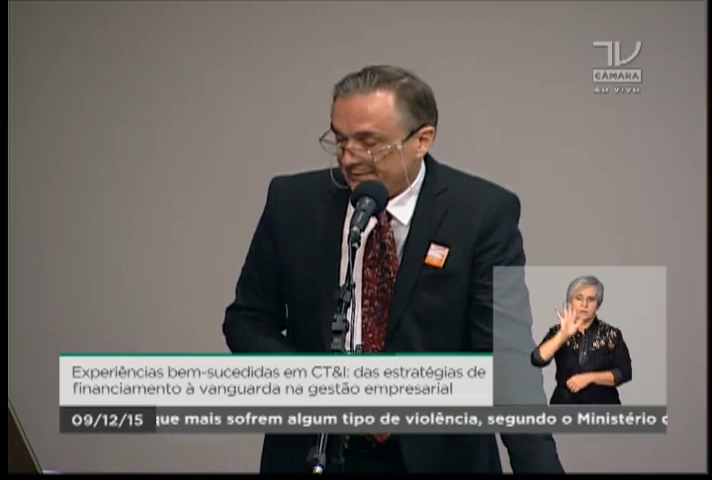 TV
CÂMARA
AO VIVO
Experiências bem-sucedidas em CT&I: das estratégias de
financiamento à vanguarda na gestão empresarial
09/12/15 que mais sofrem algum tipo de violência, segundo o Ministério